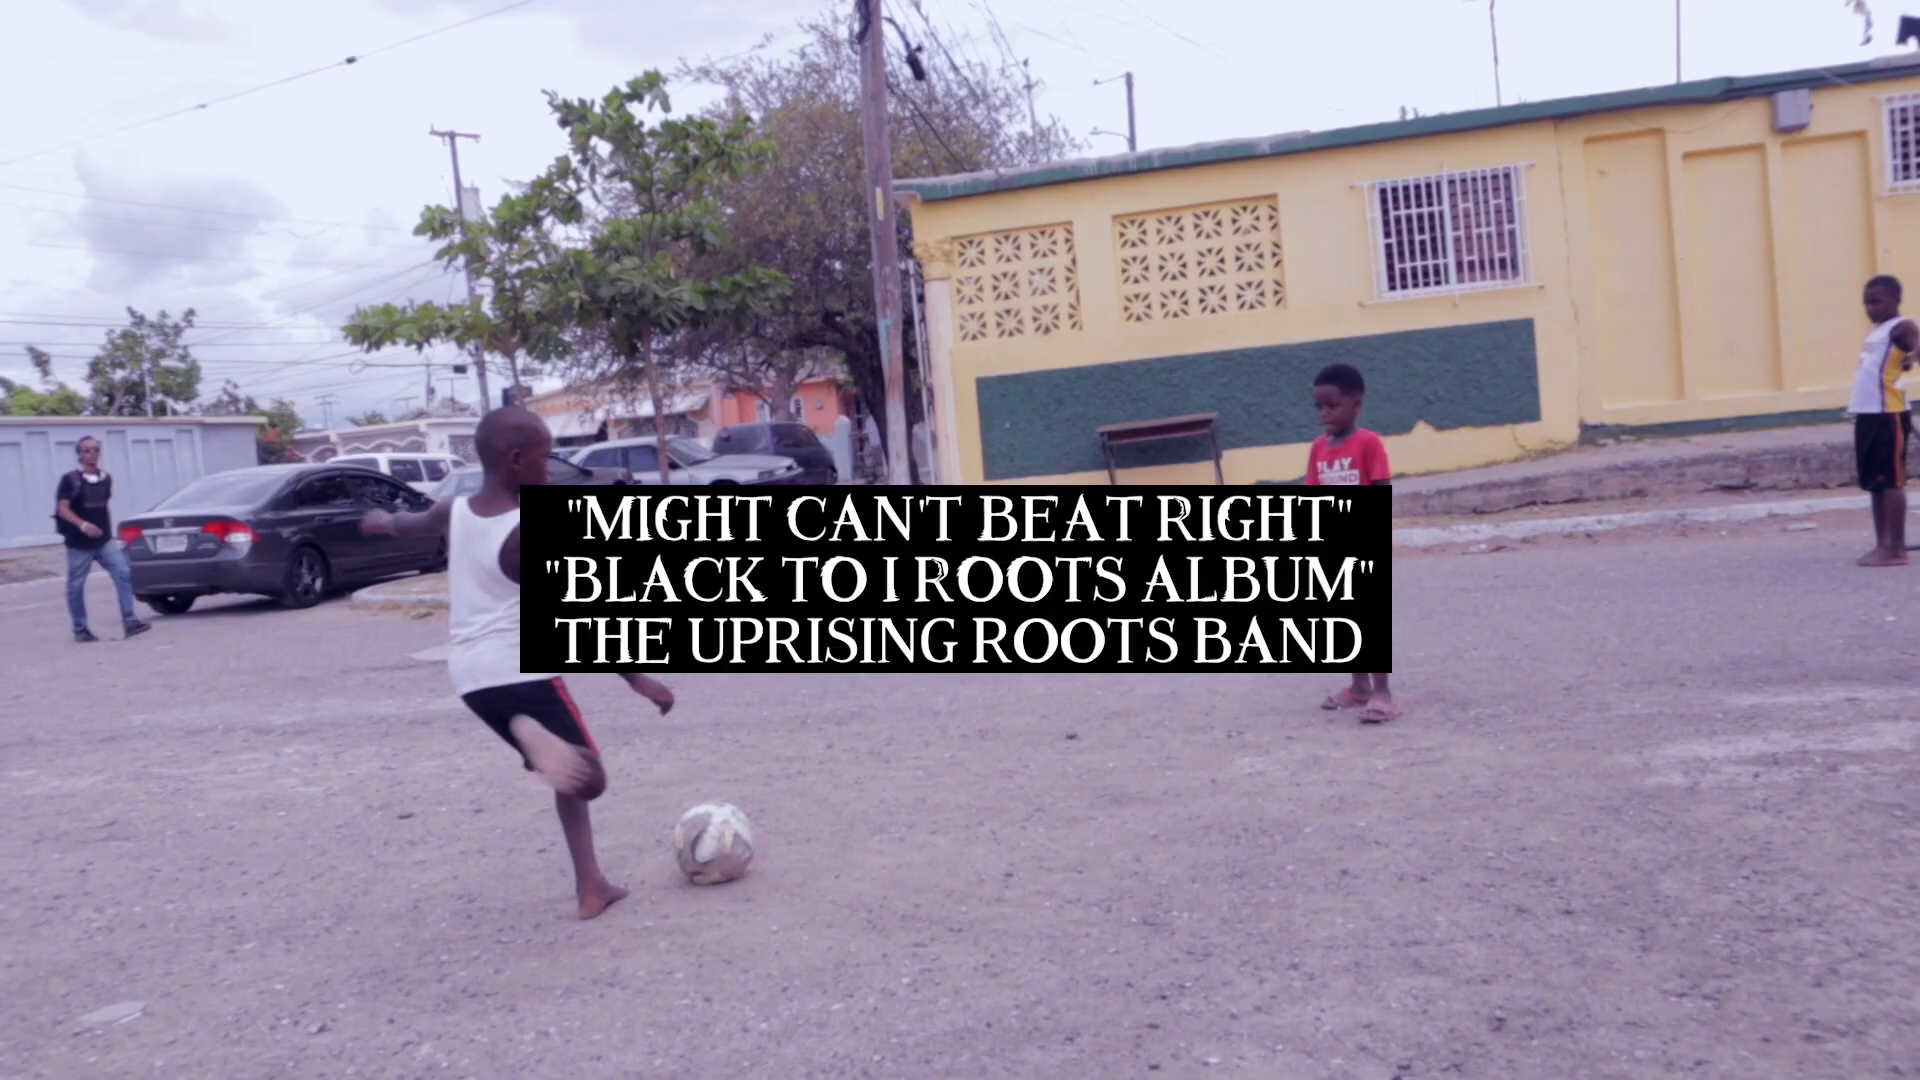 "MIGHT CAN'T BEAT RIGHT"
"BLACK TO I ROOTS ALBUM"
THE UPRISING ROOTS BAND